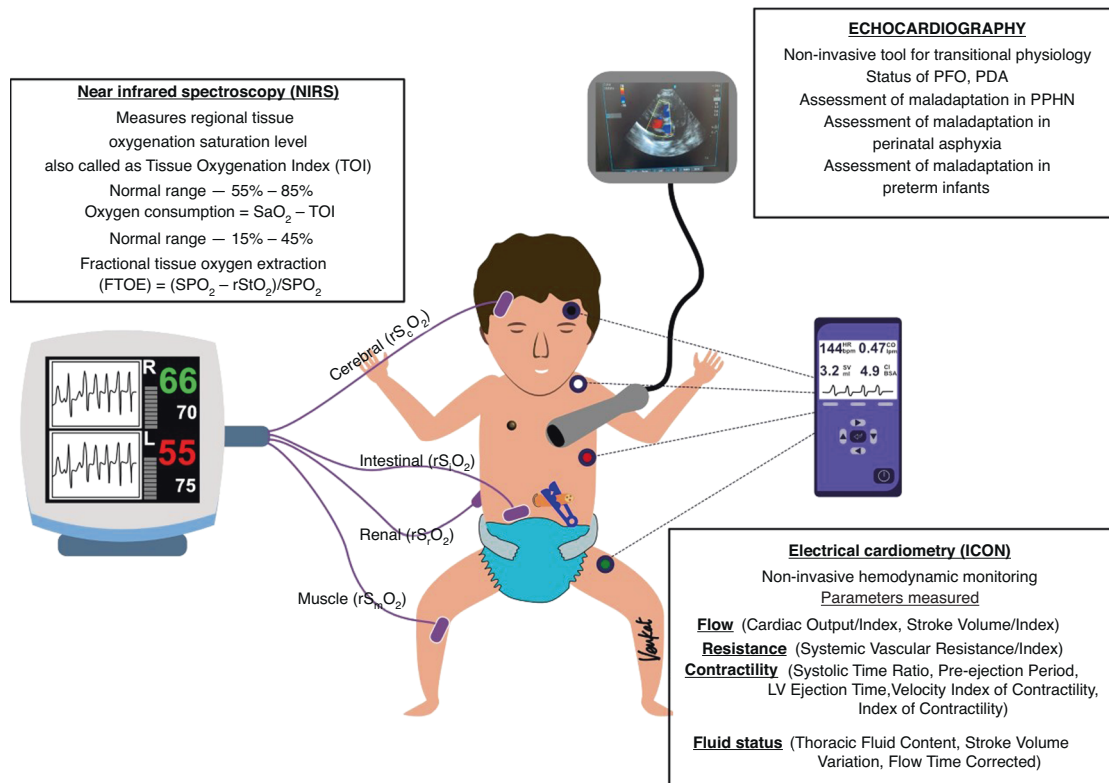 Near infrared spectroscopy (NIRS)
Measures regional tissue
oxygenation saturation level
also called as Tissue Oxygenation Index (TOI)
Normal range — 55% – 85%
Oxygen consumption = SaO₂ – TOI
Normal range — 15% – 45%
Fractional tissue oxygen extraction
(FTOE) = (SPO₂ – rStO₂)/SPO₂
ECHOCARDIOGRAPHY
Non-invasive tool for transitional physiology
Status of PFO, PDA
Assessment of maladaptation in PPHN
Assessment of maladaptation in
perinatal asphyxia
Assessment of maladaptation in
preterm infants
R
66
70
L
55
75
Cerebral (rS_cO₂)
Intestinal (rS_iO₂)
Renal (rS_rO₂)
Muscle (rS_mO₂)
144 HR bpm 0.47 CO lpm
3.2 SV ml 4.9 CI BSA
Venkat
Electrical cardiometry (ICON)
Non-invasive hemodynamic monitoring
Parameters measured
Flow (Cardiac Output/Index, Stroke Volume/Index)
Resistance (Systemic Vascular Resistance/Index)
Contractility (Systolic Time Ratio, Pre-ejection Period,
LV Ejection Time,Velocity Index of Contractility,
Index of Contractility)
Fluid status (Thoracic Fluid Content, Stroke Volume
Variation, Flow Time Corrected)